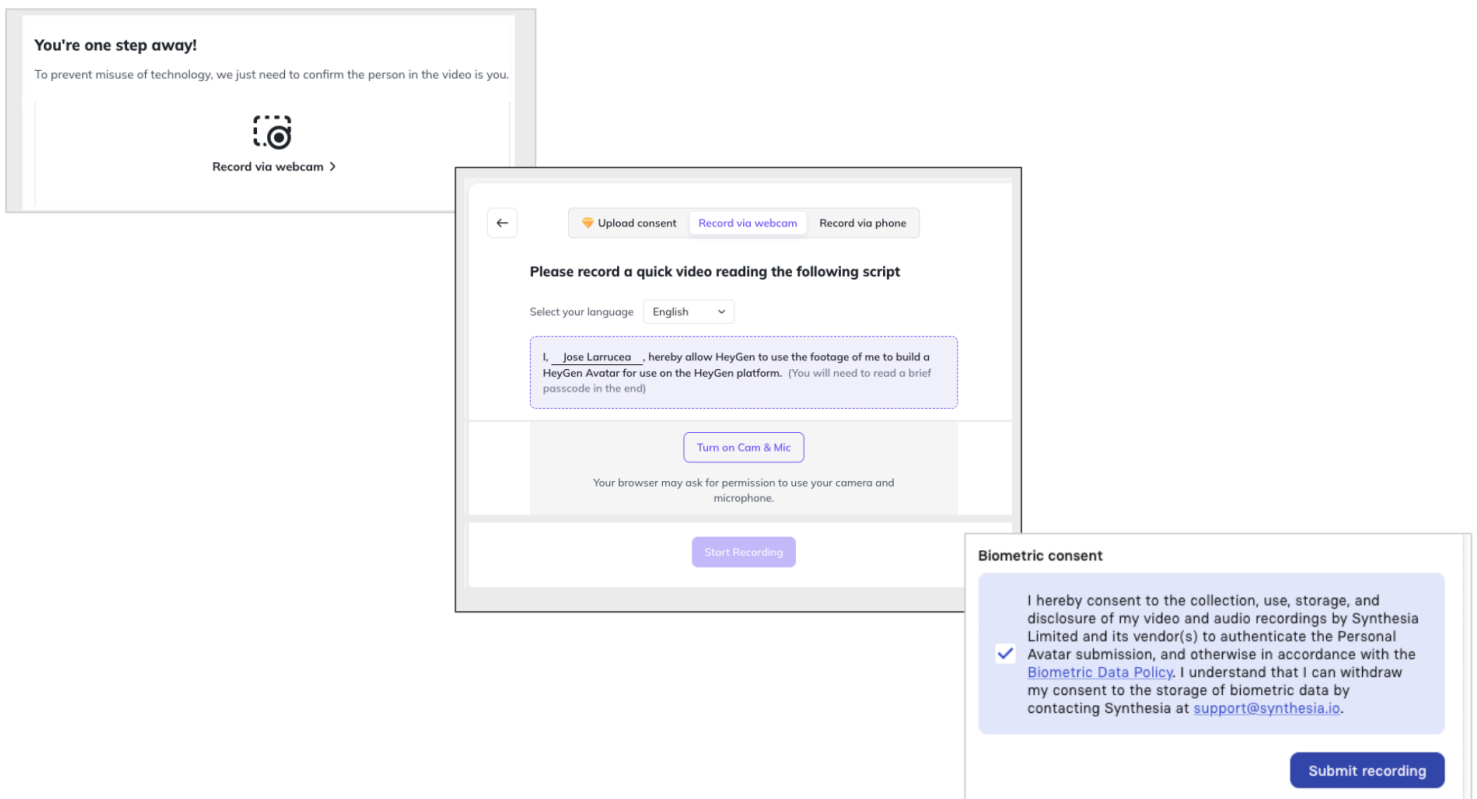 You're one step away!
To prevent misuse of technology, we just need to confirm the person in the video is you.
Record via webcam >
←
Upload consent Record via webcam Record via phone
Please record a quick video reading the following script
Select your language English
I, Jose Larrucea , hereby allow HeyGen to use the footage of me to build a
HeyGen Avatar for use on the HeyGen platform. (You will need to read a brief
passcode in the end)
Turn on Cam & Mic
Your browser may ask for permission to use your camera and
microphone.
Start Recording
Biometric consent
I hereby consent to the collection, use, storage, and
disclosure of my video and audio recordings by Synthesia
Limited and its vendor(s) to authenticate the Personal
Avatar submission, and otherwise in accordance with the
Biometric Data Policy. I understand that I can withdraw
my consent to the storage of biometric data by
contacting Synthesia at support@synthesia.io.
Submit recording